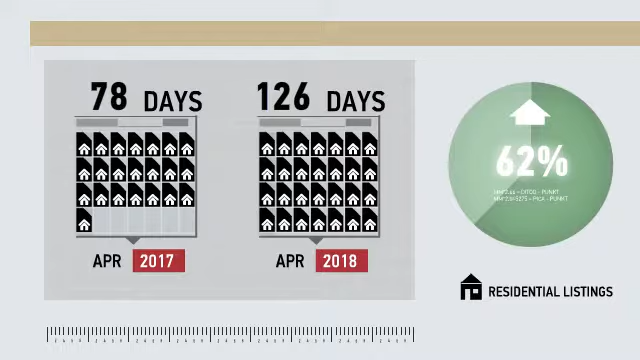 78 DAYS
126 DAYS
APR 2017
APR 2018
62%
RESIDENTIAL LISTINGS